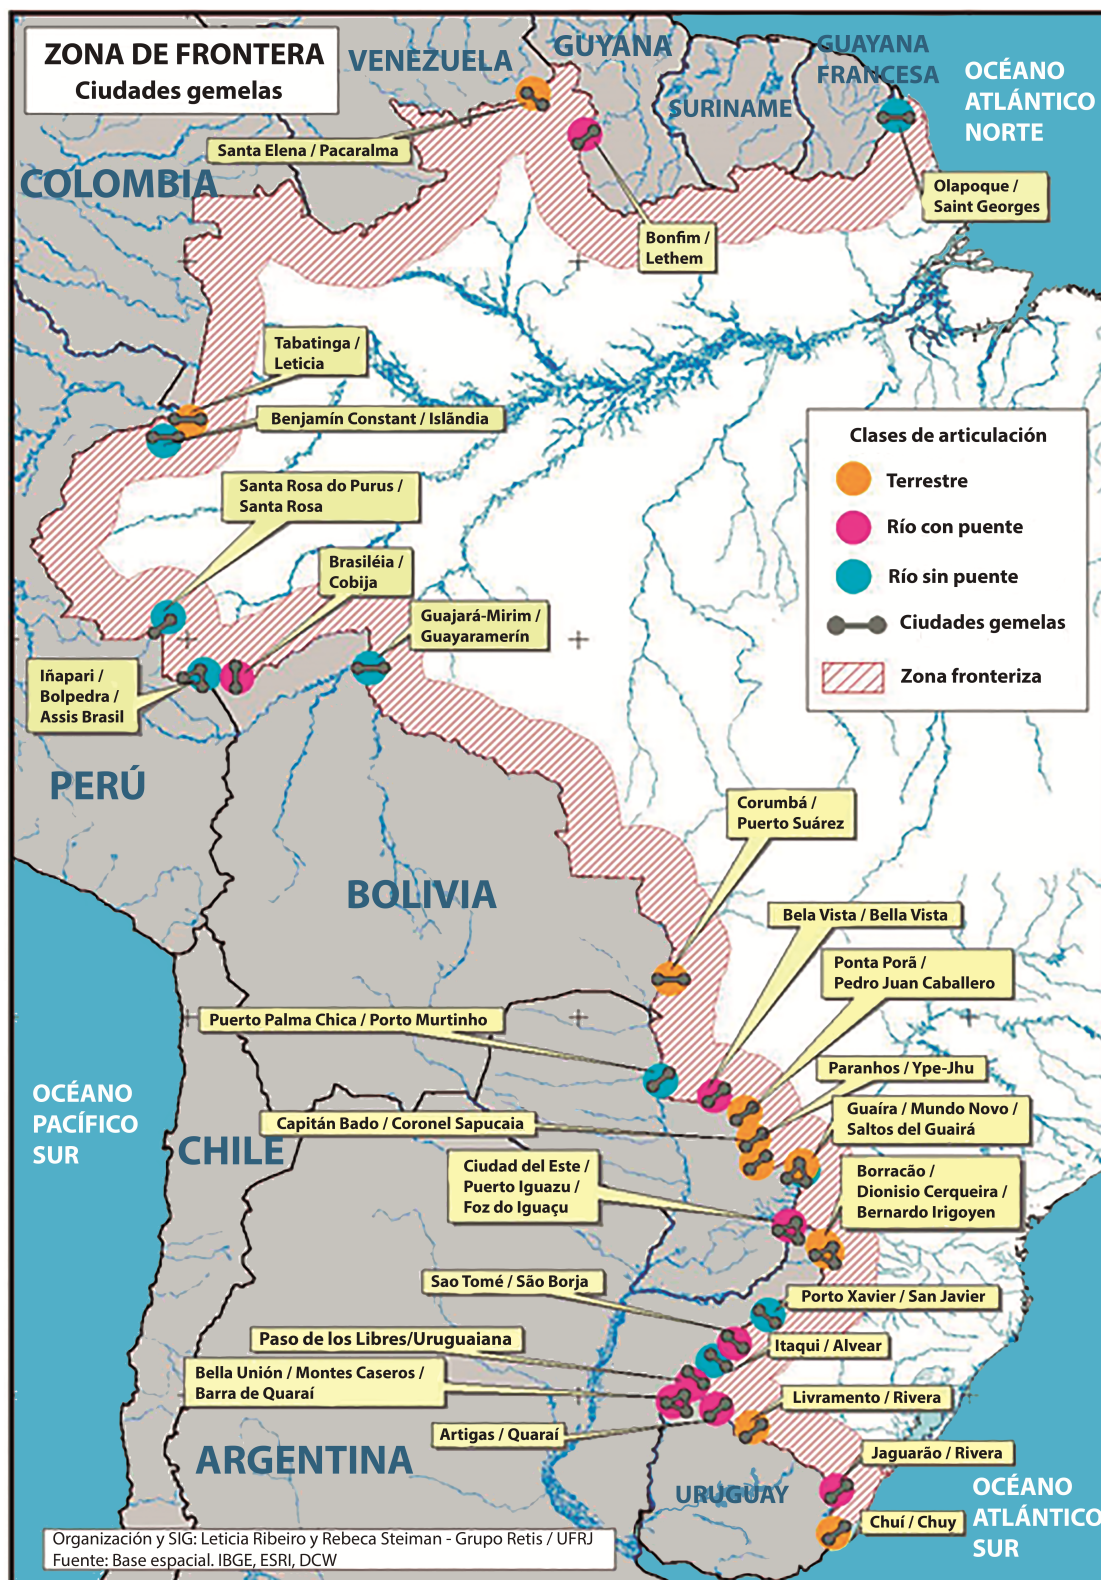 ZONA DE FRONTERA
Ciudades gemelas
VENEZUELA
GUYANA
SURINAME
GUAYANA
FRANCESA
OCÉANO
ATLÁNTICO
NORTE
COLOMBIA
Santa Elena / Pacaralma
Olapoque /
Saint Georges
Bonfim /
Lethem
Tabatinga /
Leticia
Benjamín Constant / Islãndia
Santa Rosa do Purus /
Santa Rosa
Brasiléia /
Cobija
Guajará-Mirim /
Guayaramerín
Iñapari /
Bolpedra /
Assis Brasil
Clases de articulación
Terrestre
Río con puente
Río sin puente
Ciudades gemelas
Zona fronteriza
PERÚ
BOLIVIA
Corumbá /
Puerto Suárez
Bela Vista / Bella Vista
Ponta Porã /
Pedro Juan Caballero
Puerto Palma Chica / Porto Murtinho
Paranhos / Ype-Jhu
Capitán Bado / Coronel Sapucaia
Guaíra / Mundo Novo /
Saltos del Guairá
OCÉANO
PACÍFICO
SUR
CHILE
Ciudad del Este /
Puerto Iguazu /
Foz do Iguaçu
Borracão /
Dionisio Cerqueira /
Bernardo Irigoyen
Sao Tomé / São Borja
Porto Xavier / San Javier
Paso de los Libres/Uruguaiana
Itaqui / Alvear
Bella Unión / Montes Caseros /
Barra de Quaraí
Livramento / Rivera
Artigas / Quaraí
ARGENTINA
Jaguarão / Rivera
URUGUAY
Chuí / Chuy
OCÉANO
ATLÁNTICO
SUR
Organización y SIG: Leticia Ribeiro y Rebeca Steiman - Grupo Retis / UFRJ
Fuente: Base espacial. IBGE, ESRI, DCW